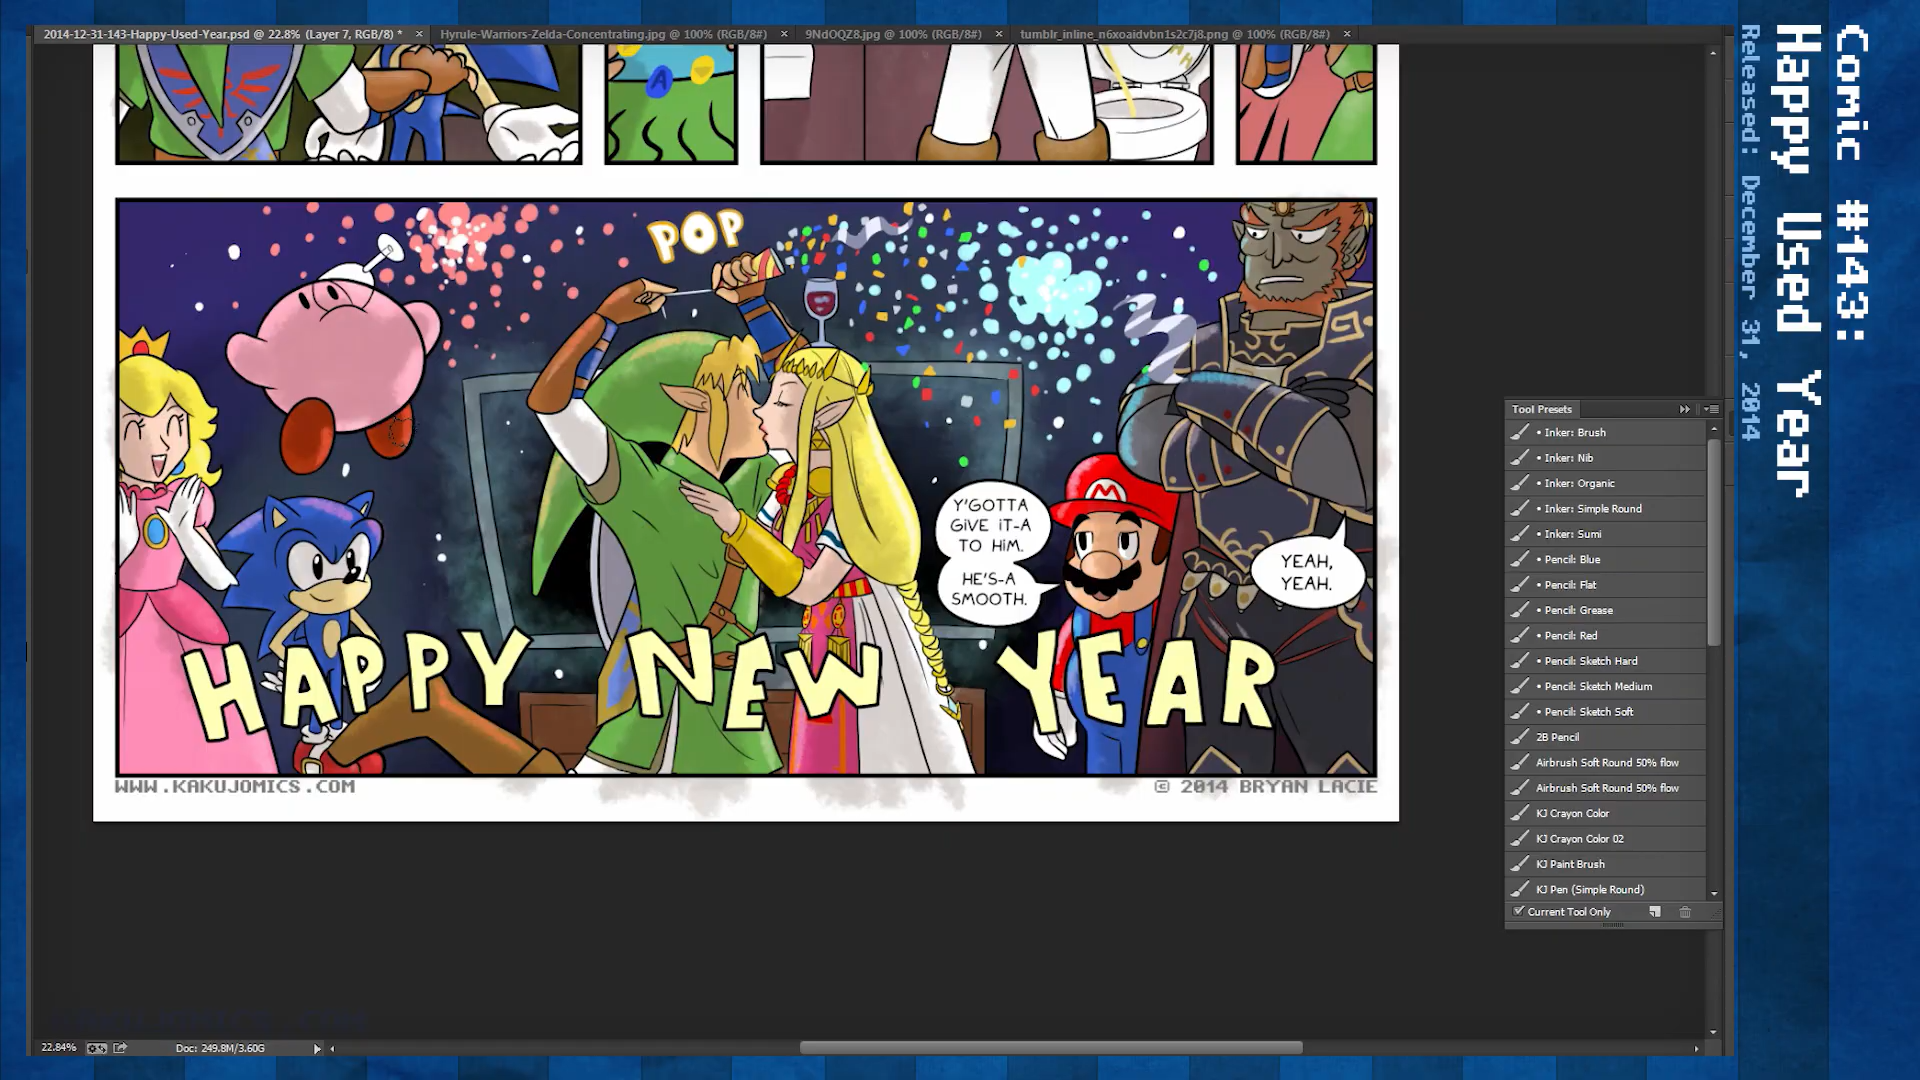 2014-12-31-143-Happy-Used-Year.psd @ 22.8% (Layer 7, RGB/8) * ×
Hyrule-Warriors-Zelda-Concentrating.jpg @ 100% (RGB/8#) ×
9NdOQZ8.jpg @ 100% (RGB/8#) ×
tumblr_inline_n6xoaidvbn1s2c7j8.png @ 100% (RGB/8#) ×
A
POP
Y'GOTTA
GIVE IT-A
TO HIM.
HE'S-A
SMOOTH.
M
YEAH,
YEAH.
HAPPY NEW YEAR
WWW.KAKUJOMICS.COM
© 2014 BRYAN LACIE
Tool Presets
• Inker: Brush
• Inker: Nib
• Inker: Organic
• Inker: Simple Round
• Inker: Sumi
• Pencil: Blue
• Pencil: Flat
• Pencil: Grease
• Pencil: Red
• Pencil: Sketch Hard
• Pencil: Sketch Medium
• Pencil: Sketch Soft
2B Pencil
Airbrush Soft Round 50% flow
Airbrush Soft Round 50% flow
KJ Crayon Color
KJ Crayon Color 02
KJ Paint Brush
KJ Pen (Simple Round)
Current Tool Only
22.84%
Doc: 249.8M/3.60G
Comic #143:
Happy Used Year
Released: December 31, 2014